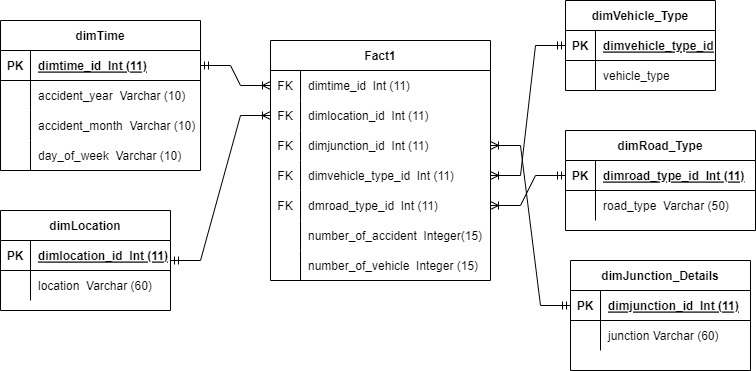 dimTime
PK dimtime_id Int (11)
accident_year Varchar (10)
accident_month Varchar (10)
day_of_week Varchar (10)
dimLocation
PK dimlocation_id Int (11)
location Varchar (60)
Fact1
FK dimtime_id Int (11)
FK dimlocation_id Int (11)
FK dimjunction_id Int (11)
FK dimvehicle_type_id Int (11)
FK dmroad_type_id Int (11)
number_of_accident Integer(15)
number_of_vehicle Integer (15)
dimVehicle_Type
PK dimvehicle_type_id
vehicle_type
dimRoad_Type
PK dimroad_type_id Int (11)
road_type Varchar (50)
dimJunction_Details
PK dimjunction_id Int (11)
junction Varchar (60)